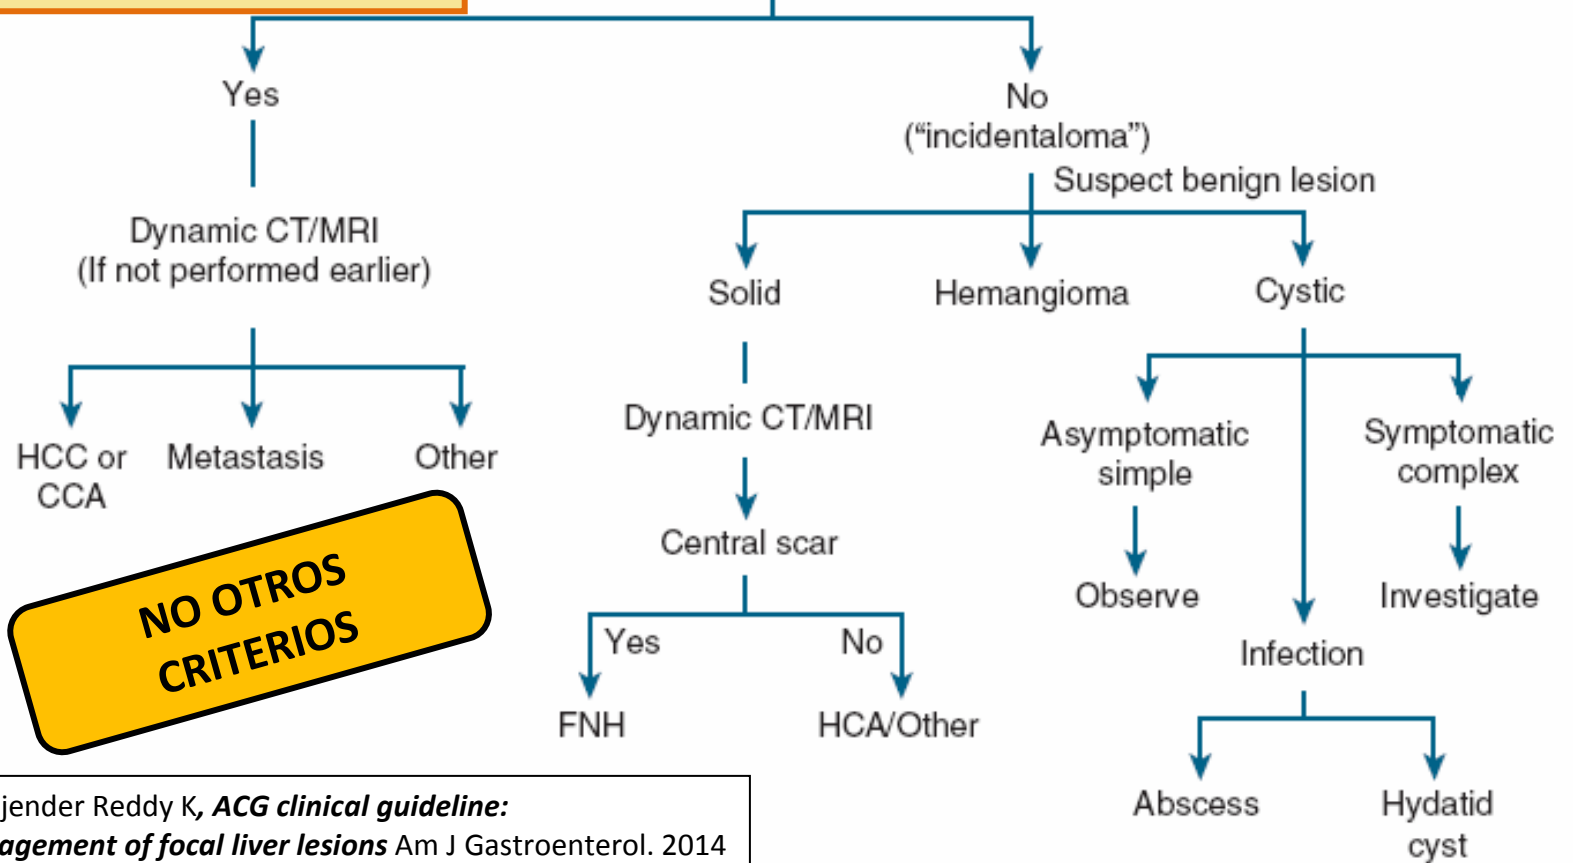 Yes
No
("incidentaloma")
Suspect benign lesion
Dynamic CT/MRI
(If not performed earlier)
Solid
Hemangioma
Cystic
HCC or
CCA
Metastasis
Other
Dynamic CT/MRI
Asymptomatic
simple
Symptomatic
complex
Central scar
Observe
Investigate
NO OTROS
CRITERIOS
Yes
No
Infection
FNH
HCA/Other
Abscess
Hydatid
cyst
jender Reddy K, ACG clinical guideline:
agement of focal liver lesions Am J Gastroenterol. 2014